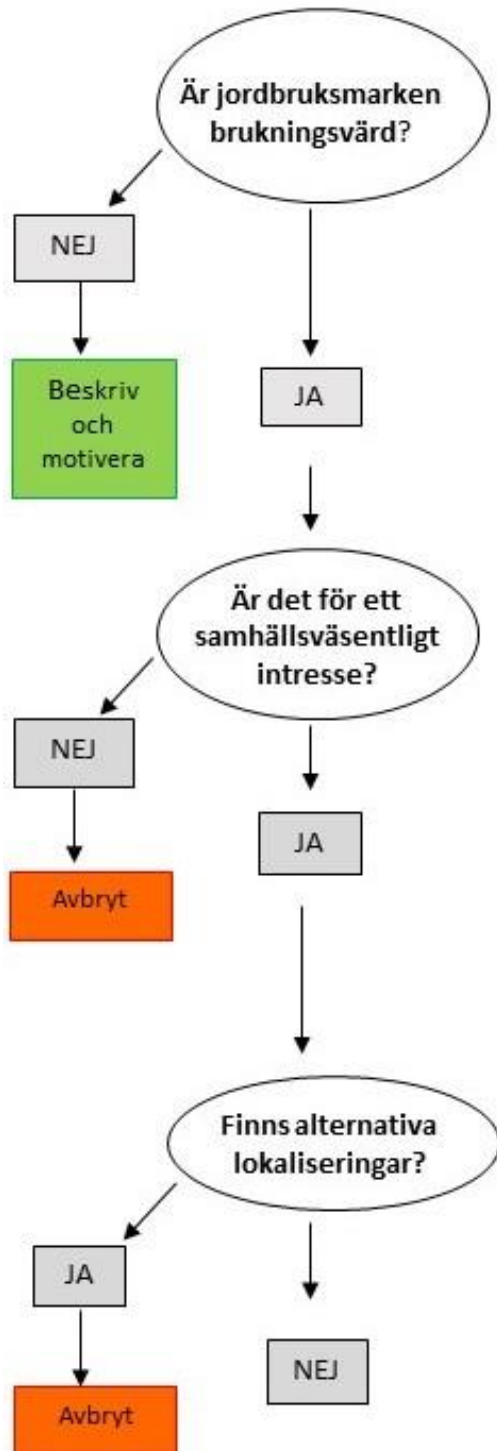 Är jordbruksmarken
brukningsvärd?
NEJ
Beskriv
och
motivera
JA
Är det för ett
samhällsväsentligt
intresse?
NEJ
JA
Avbryt
Finns alternativa
lokaliseringar?
JA
NEJ
Avbryt